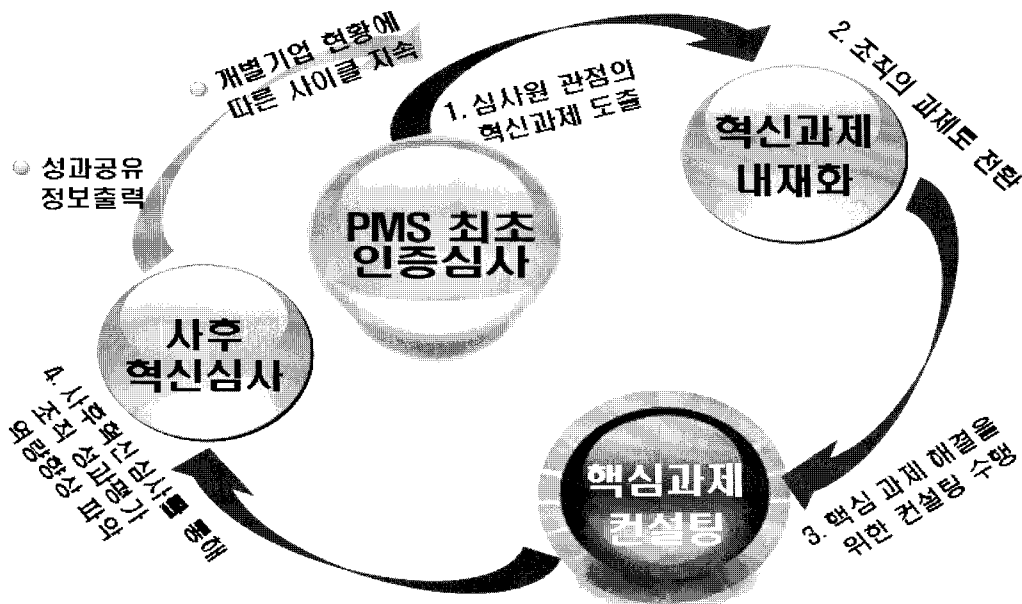 개별기업 현황에
따른 사이클 지속
성과공유
정보출력
1. 심사원 관점의
혁신과제 도출
PMS 최초
인증심사
2. 조직의 과제로 전환
혁신과제
내재화
3. 핵심 과제 해결을
위한 컨설팅 수행
핵심과제
컨설팅
4. 사후혁신심사를 통해
조직 성과평가
역량향상 파악
사후
혁신심사